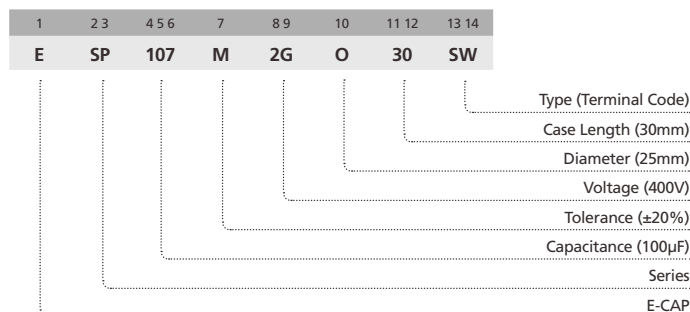 1 2 3 4 5 6 7 8 9 10 11 12 13 14
E SP 107 M 2G O 30 SW
Type (Terminal Code)
Case Length (30mm)
Diameter (25mm)
Voltage (400V)
Tolerance (±20%)
Capacitance (100µF)
Series
E-CAP